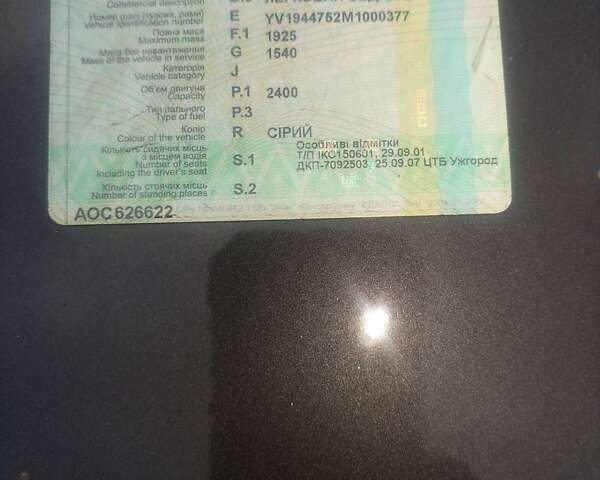 Commercial description
Номер шасі (кузова, рами) E YV1944752M1000377
Vehicle identification number
Повна маса F.1 1925
Maximum mass
Маса без навантаження G 1540
Mass of the vehicle in service
Категорія J
Vehicle category
Об'єм двигуна P.1 2400
Capacity
Тип пального P.3
Type of fuel
Колір R СІРИЙ
Colour of the vehicle
Кількість сидячих місць S.1 Особливі відмітки
з місцем водія Т/П ІКС150601, 29.09.01
Number of seats ДКП-7092503, 25.09.07 ЦТБ Ужгород
including the driver's seat
Кількість стоячих місць S.2
Number of standing places
АОС626622